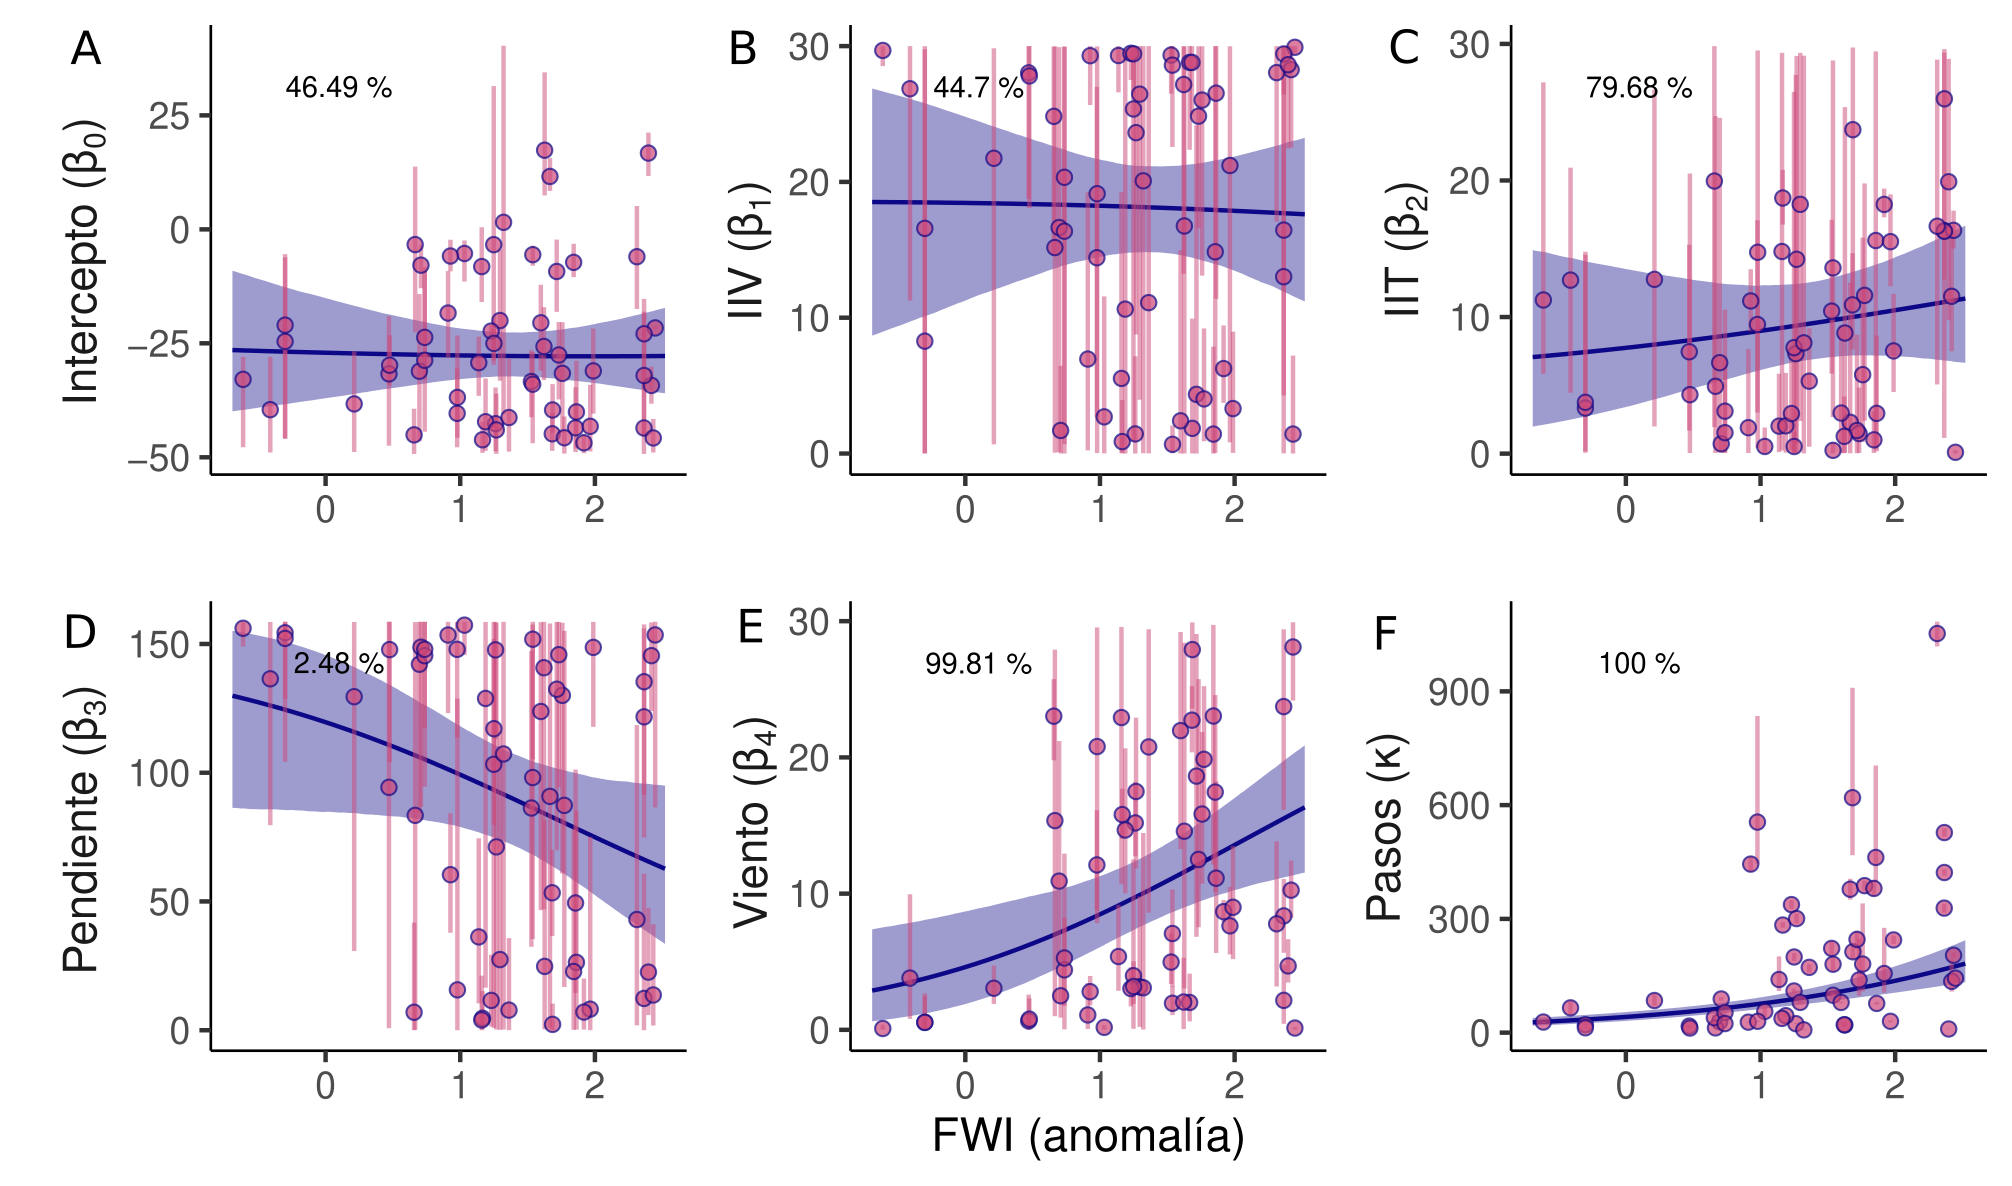 A
46.49 %
Intercepto (β0)
25
0
−25
−50
0 1 2
B
44.7 %
IIV (β1)
30
20
10
0
0 1 2
C
79.68 %
IIT (β2)
30
20
10
0
0 1 2
D
2.48 %
Pendiente (β3)
150
100
50
0
0 1 2
E
99.81 %
Viento (β4)
30
20
10
0
0 1 2
F
100 %
Pasos (κ)
900
600
300
0
0 1 2
FWI (anomalía)